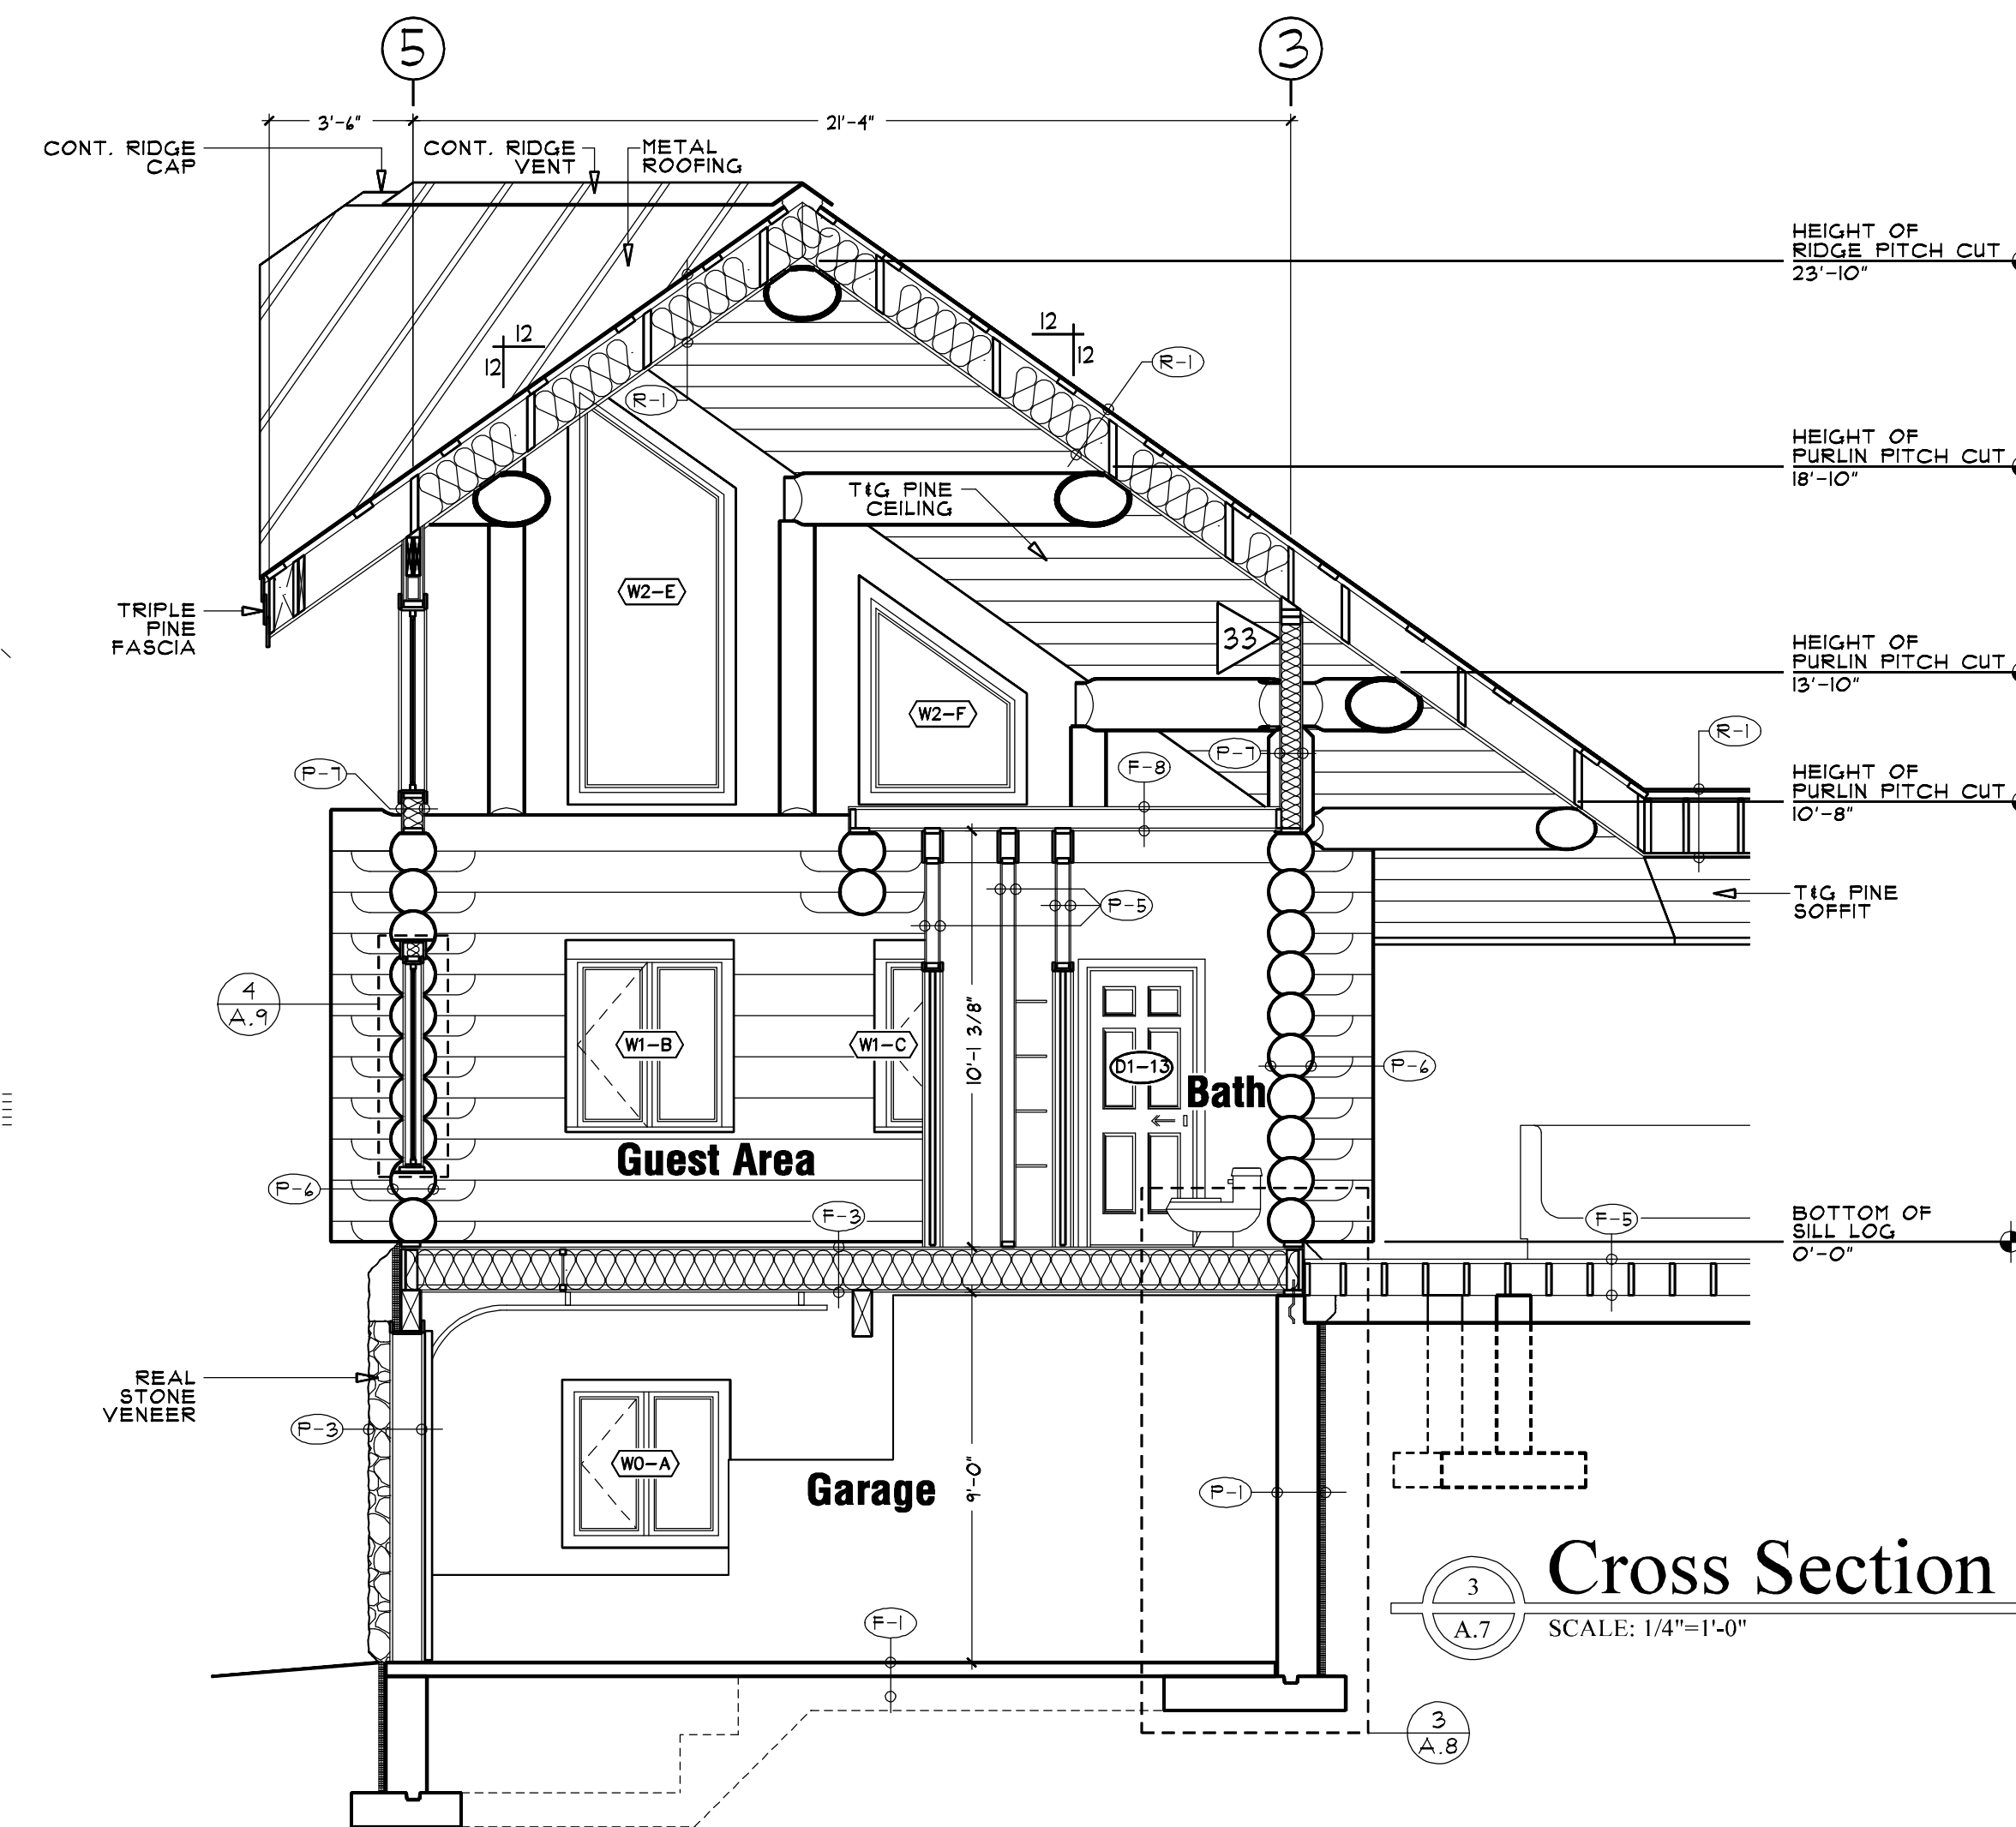 5
3
3'-6"
21'-4"
CONT. RIDGE
CAP
CONT. RIDGE
VENT
METAL
ROOFING
HEIGHT OF
RIDGE PITCH CUT
23'-10"
12
12
12
12
R-1
R-1
HEIGHT OF
PURLIN PITCH CUT
18'-10"
T&G PINE
CEILING
W2-E
TRIPLE
PINE
FASCIA
33
HEIGHT OF
PURLIN PITCH CUT
13'-10"
W2-F
R-1
P-7
P-7
F-8
HEIGHT OF
PURLIN PITCH CUT
10'-8"
P-5
T&G PINE
SOFFIT
4
A.9
W1-B
W1-C
10'-1 3/8"
D1-13
Bath
P-6
Guest Area
P-6
F-3
F-5
BOTTOM OF
SILL LOG
0'-0"
REAL
STONE
VENEER
P-3
W0-A
Garage
9'-0"
P-1
Cross Section
3
A.7
SCALE: 1/4"=1'-0"
F-1
3
A.8